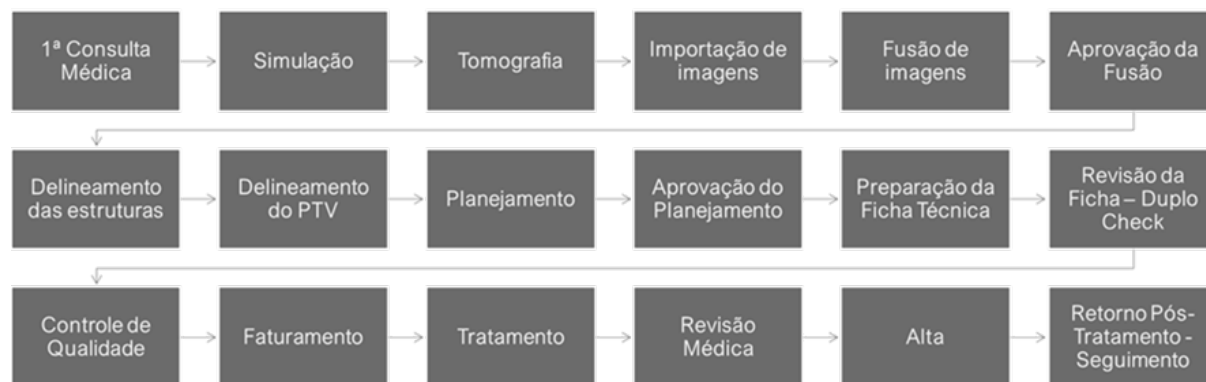 1ª Consulta
Médica
Simulação
Tomografia
Importação de
imagens
Fusão de
imagens
Aprovação da
Fusão
Delineamento
das estruturas
Delineamento
do PTV
Planejamento
Aprovação do
Planejamento
Preparação da
Ficha Técnica
Revisão da
Ficha – Duplo
Check
Controle de
Qualidade
Faturamento
Tratamento
Revisão
Médica
Alta
Retorno Pós-
Tratamento -
Seguimento